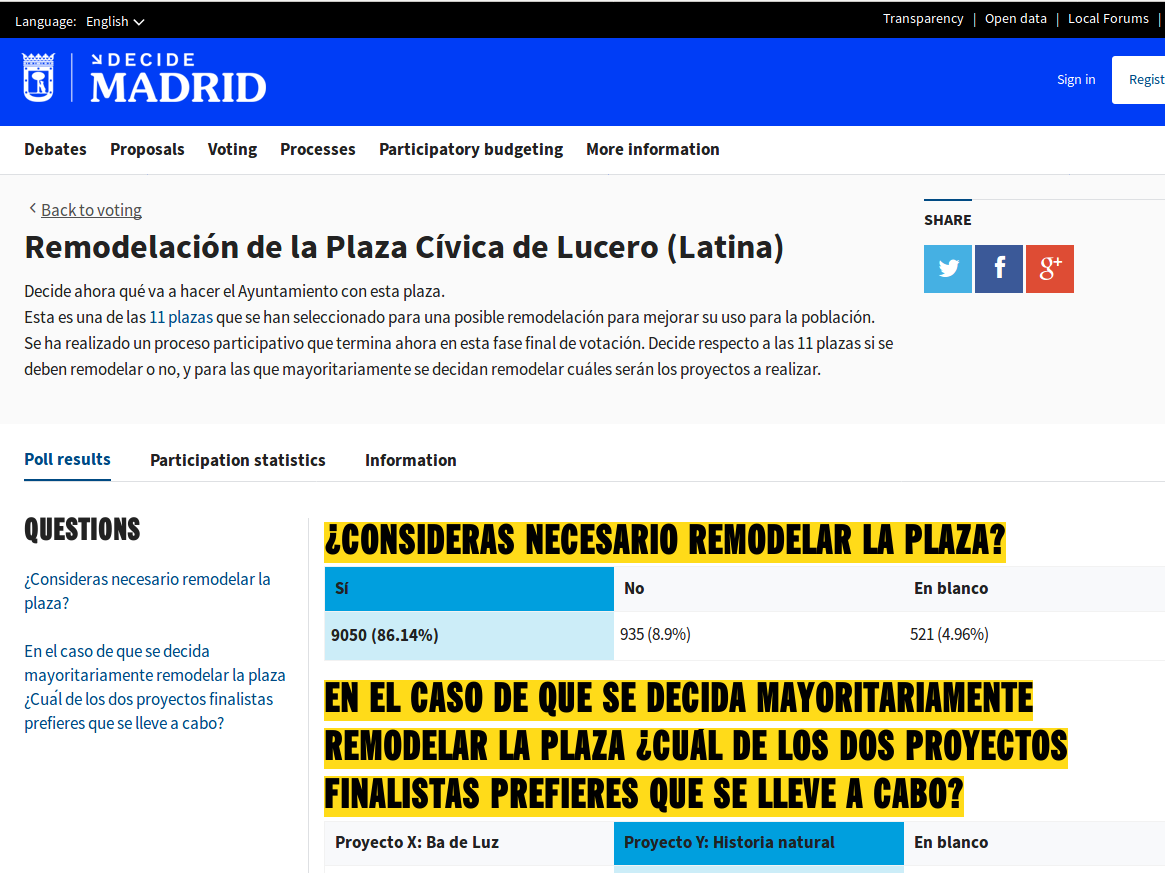 Language: English
Transparency | Open data | Local Forums |
DECIDE
MADRID
Sign in
Regist
Debates Proposals Voting Processes Participatory budgeting More information
Back to voting
Remodelación de la Plaza Cívica de Lucero (Latina)
Decide ahora qué va a hacer el Ayuntamiento con esta plaza.
Esta es una de las 11 plazas que se han seleccionado para una posible remodelación para mejorar su uso para la población.
Se ha realizado un proceso participativo que termina ahora en esta fase final de votación. Decide respecto a las 11 plazas si se
deben remodelar o no, y para las que mayoritariamente se decidan remodelar cuáles serán los proyectos a realizar.
SHARE
f
g+
Poll results Participation statistics Information
QUESTIONS
¿Consideras necesario remodelar la
plaza?
En el caso de que se decida
mayoritariamente remodelar la plaza
¿Cuál de los dos proyectos finalistas
prefieres que se lleve a cabo?
¿CONSIDERAS NECESARIO REMODELAR LA PLAZA?
Sí No En blanco
9050 (86.14%) 935 (8.9%) 521 (4.96%)
EN EL CASO DE QUE SE DECIDA MAYORITARIAMENTE
REMODELAR LA PLAZA ¿CUÁL DE LOS DOS PROYECTOS
FINALISTAS PREFIERES QUE SE LLEVE A CABO?
Proyecto X: Ba de Luz Proyecto Y: Historia natural En blanco